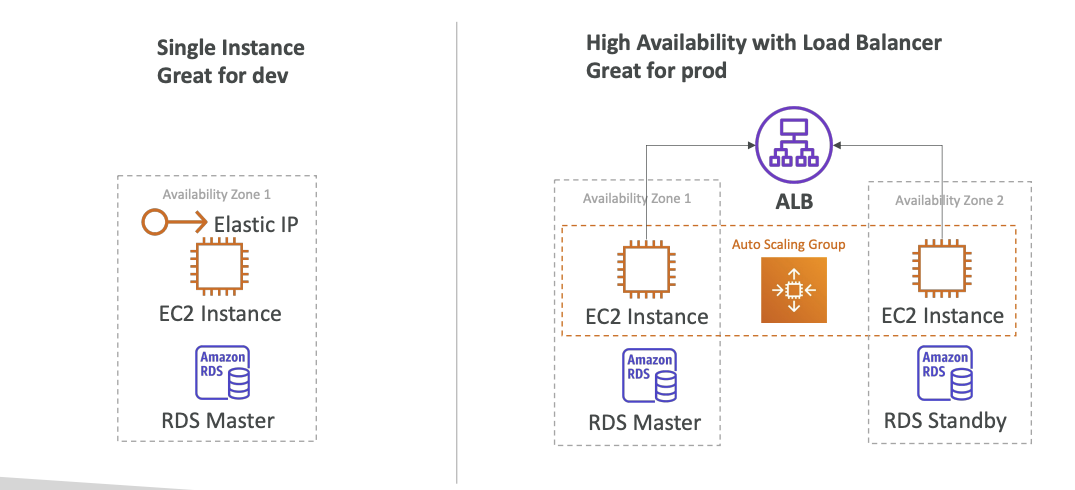 Single Instance
Great for dev
Availability Zone 1
Elastic IP
EC2 Instance
Amazon
RDS
RDS Master
High Availability with Load Balancer
Great for prod
ALB
Availability Zone 1
Availability Zone 2
Auto Scaling Group
EC2 Instance
EC2 Instance
Amazon
RDS
RDS Master
Amazon
RDS
RDS Standby